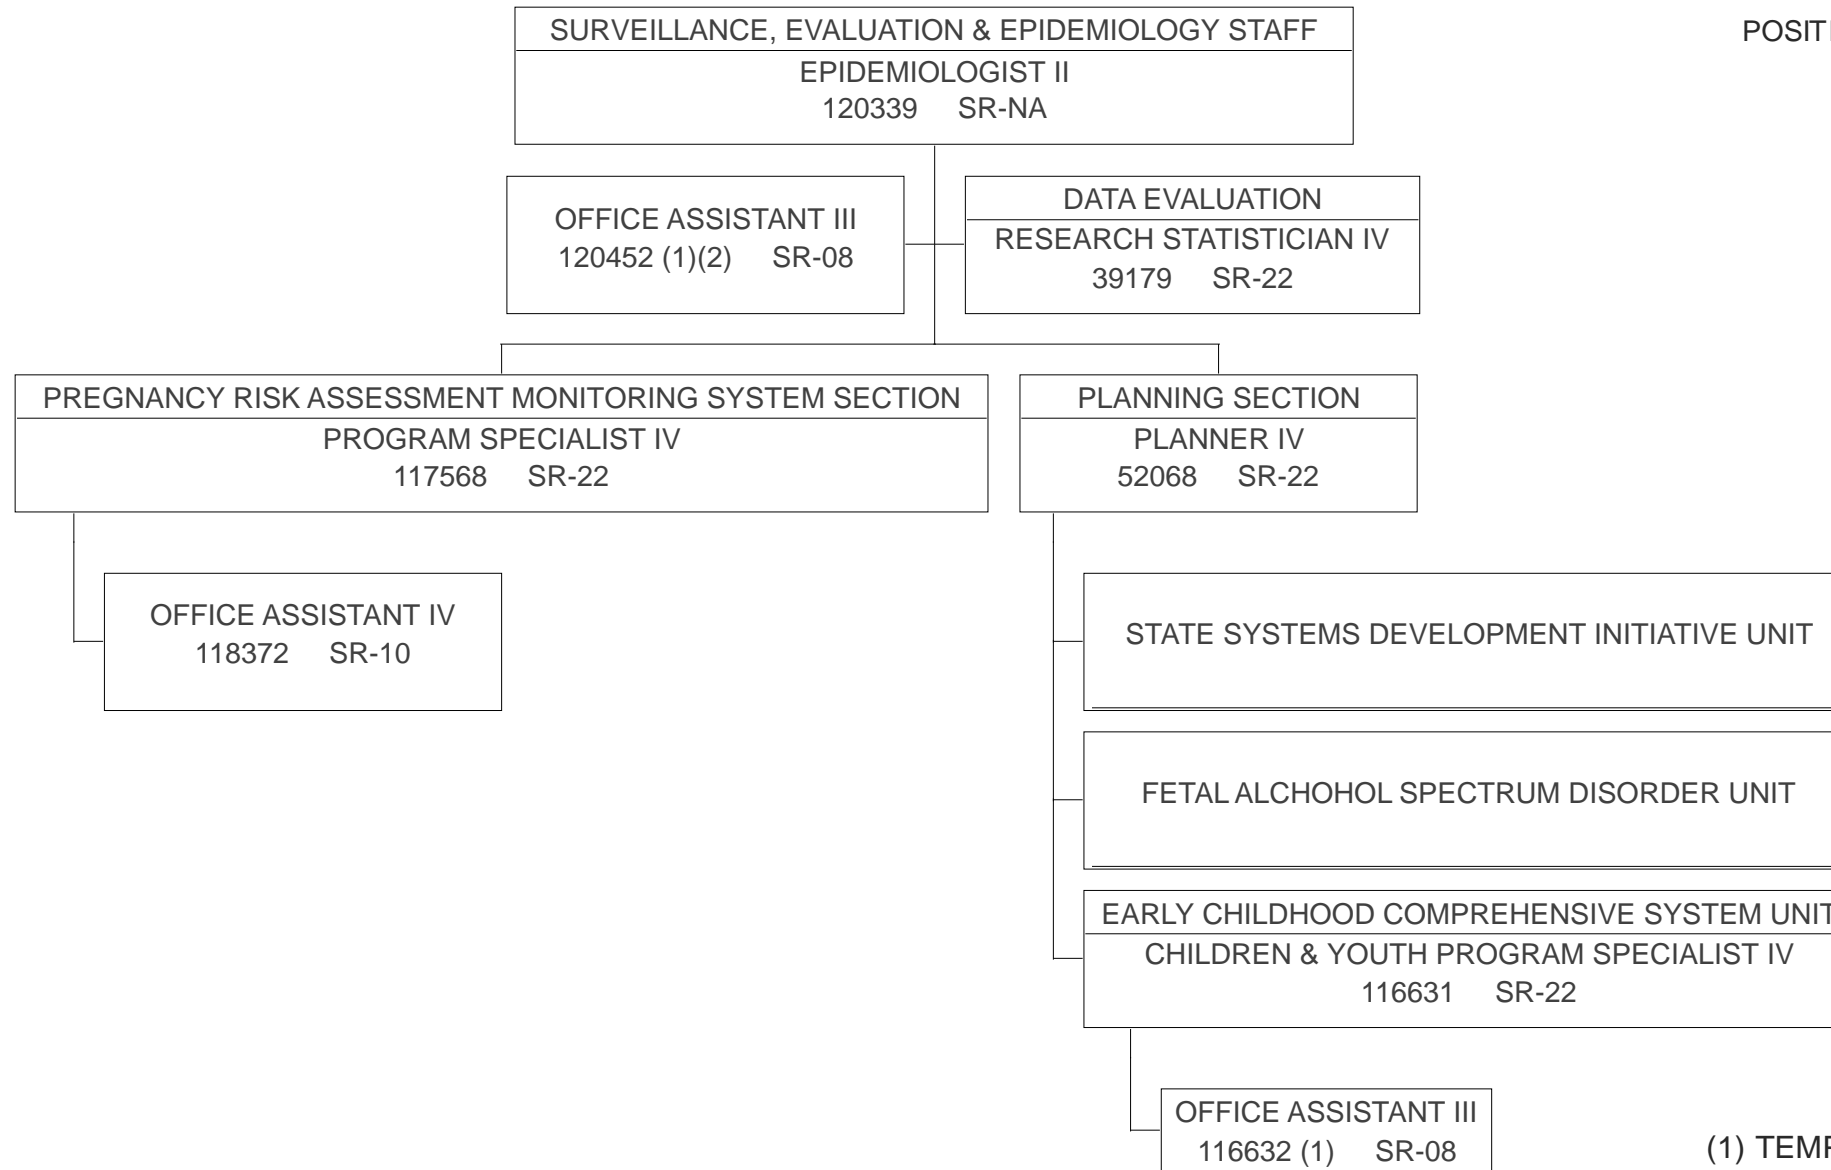 SURVEILLANCE, EVALUATION & EPIDEMIOLOGY STAFF
EPIDEMIOLOGIST II
120339 SR-NA
OFFICE ASSISTANT III
120452 (1)(2) SR-08
DATA EVALUATION
RESEARCH STATISTICIAN IV
39179 SR-22
PREGNANCY RISK ASSESSMENT MONITORING SYSTEM SECTION
PROGRAM SPECIALIST IV
117568 SR-22
PLANNING SECTION
PLANNER IV
52068 SR-22
OFFICE ASSISTANT IV
118372 SR-10
STATE SYSTEMS DEVELOPMENT INITIATIVE UNIT
FETAL ALCHOHOL SPECTRUM DISORDER UNIT
EARLY CHILDHOOD COMPREHENSIVE SYSTEM UNIT
CHILDREN & YOUTH PROGRAM SPECIALIST IV
116631 SR-22
OFFICE ASSISTANT III
116632 (1) SR-08
(1)